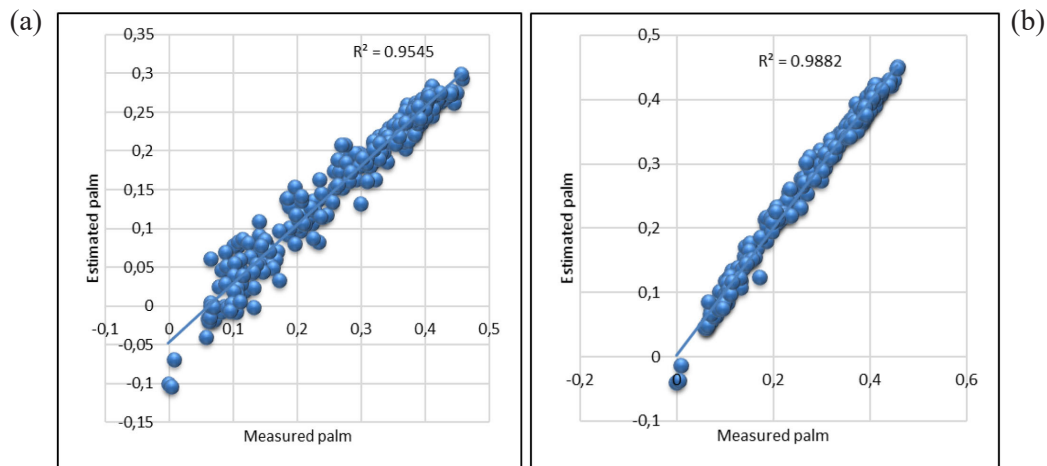 (a)
R² = 0.9545
0,35
0,3
0,25
0,2
0,15
0,1
0,05
0
-0,05
-0,1
-0,15
-0,1 0 0,1 0,2 0,3 0,4 0,5
Estimated palm
Measured palm
(b)
R² = 0.9882
0,5
0,4
0,3
0,2
0,1
0
-0,1
-0,2 0 0,2 0,4 0,6
Estimated palm
Measured palm